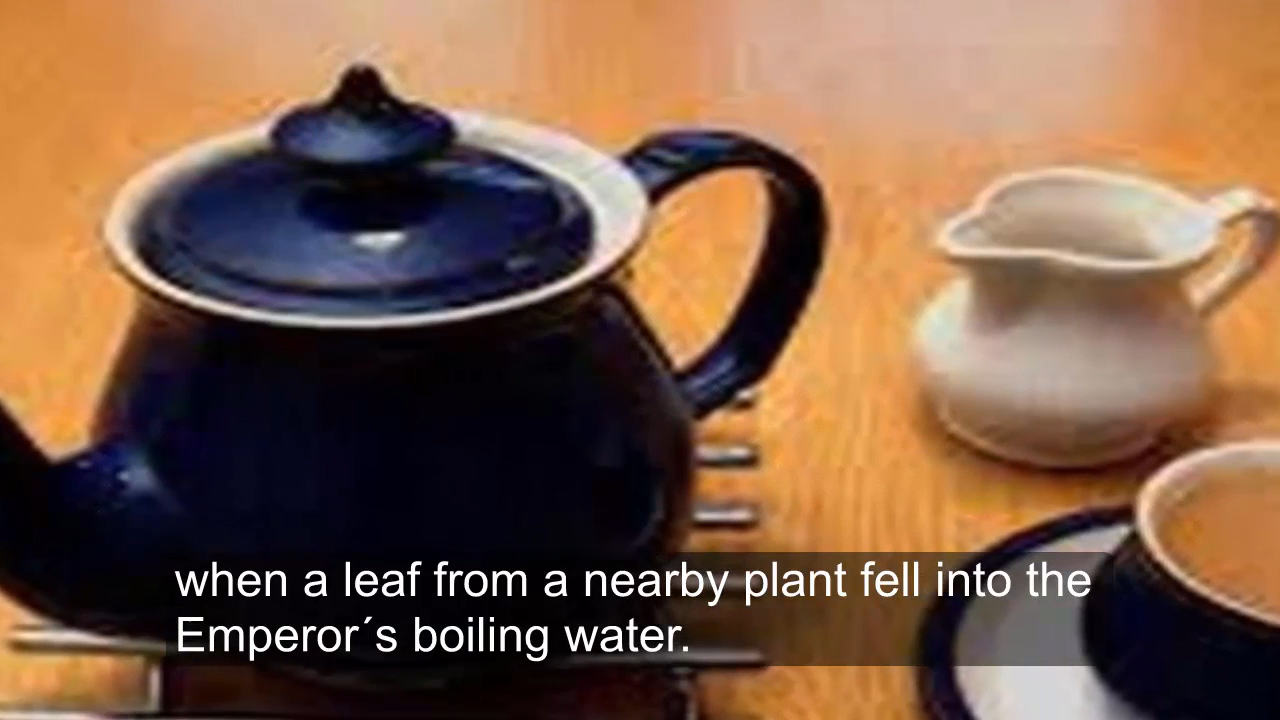 when a leaf from a nearby plant fell into the
Emperor´s boiling water.